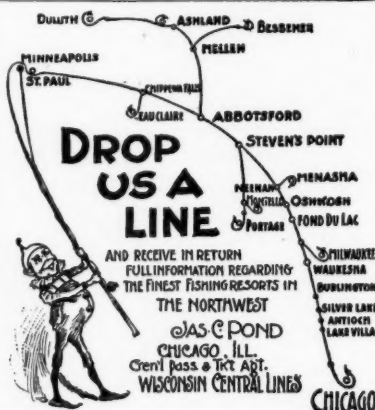 DULUTH
ASHLAND
BESSEMER
MELLEN
MINNEAPOLIS
ST. PAUL
CHIPPEWA FALLS
EAU CLAIRE
ABBOTSFORD
STEVEN'S POINT
NEENAH
MENASHA
MONTELLO
OSHKOSH
PORTAGE
FOND DU LAC
MILWAUKEE
WAUKESHA
BURLINGTON
SILVER LAKE
ANTIOCH
LAKE VILLA
CHICAGO
DROP
US A
LINE
AND RECEIVE IN RETURN
FULL INFORMATION REGARDING
THE FINEST FISHING RESORTS IN
THE NORTHWEST
JAS. C POND
CHICAGO, ILL.
Gen'l pass. & Tkt Agt.
WISCONSIN CENTRAL LINES